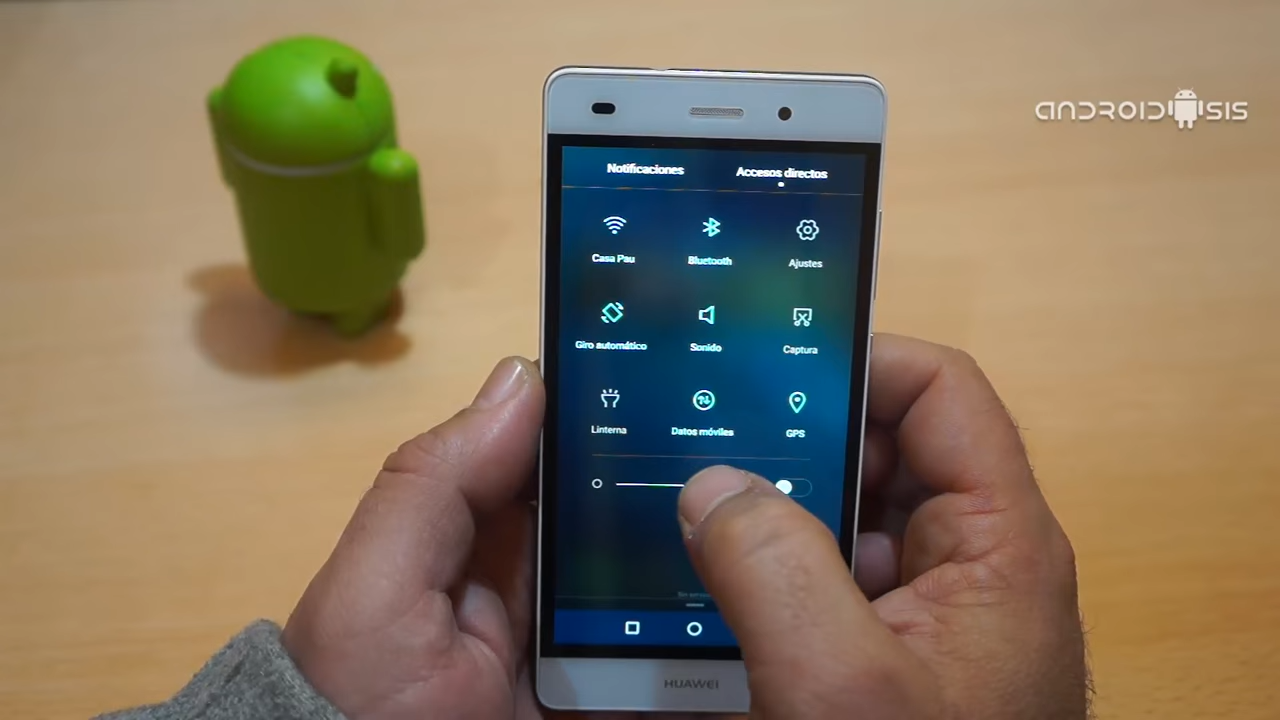 ANDROIDSIS
Notificaciones
Accesos directos
Casa Pau
Bluetooth
Ajustes
Giro automático
Sonido
Captura
Linterna
Datos móviles
GPS
HUAWEI